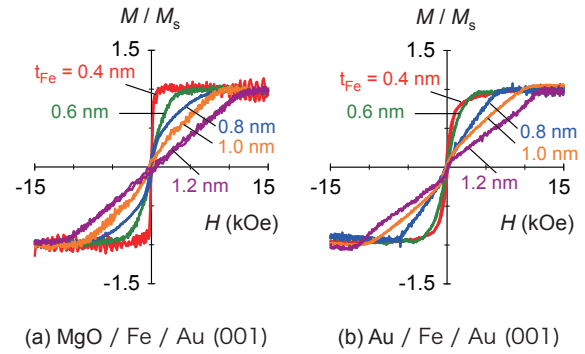 M / Ms
1.5
tFe = 0.4 nm
0.6 nm
0.8 nm
1.0 nm
1.2 nm
-15
15
H (kOe)
-1.5
(a) MgO / Fe / Au (001)
M / Ms
1.5
0.4 nm
0.6 nm
0.8 nm
1.0 nm
1.2 nm
-15
15
H (kOe)
-1.5
(b) Au / Fe / Au (001)